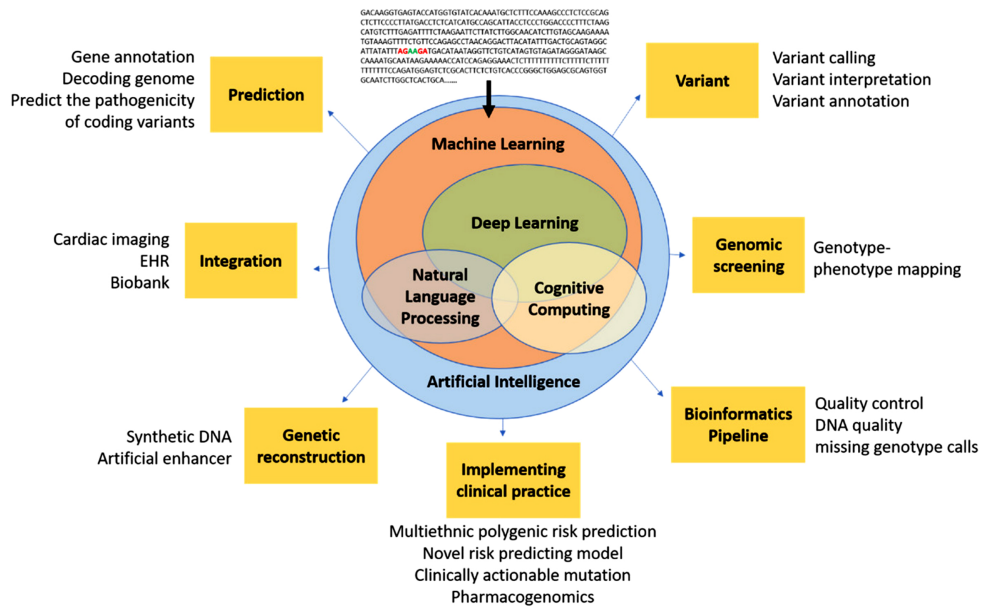 GACAAGGTGAGTACCATGGTGTATCACAAATGCTCTTTCCAAAGCCCTCTCCGCAG
CTCTTCCCCTTATGACCTCTCATCATGCCAGCATTACCTCCCTGGACCCCTTTCTAAG
CATGTCTTTGAGATTTTCTAAGAATTCTTATCTTGGCAACATCTTGTAGCAAGAAAA
TGTAAAGTTTTCTGTTCCAGAGCCTAACAGGACTTACATATTTGACTGCAGTAGGC
ATTATATTTAGAAGATGACATAATAGGTTCTGTCATAGTGTAGATAGGGATAAGC
CAAAATGCAATAAGAAAAACCATCCAGAGGAAACTCTTTTTTTTTTCTTTTTCTTTT
TTTTTTTCCAGATGGAGTCTCGCACTTCTCTGTCACCCGGGCTGGAGCGCAGTGGT
GCAATCTTGGCTCACTGCA......
Gene annotation
Decoding genome
Predict the pathogenicity
of coding variants
Prediction
Variant
Variant calling
Variant interpretation
Variant annotation
Machine Learning
Deep Learning
Natural
Language
Processing
Cognitive
Computing
Artificial Intelligence
Cardiac imaging
EHR
Biobank
Integration
Genomic
screening
Genotype-
phenotype mapping
Synthetic DNA
Artificial enhancer
Genetic
reconstruction
Bioinformatics
Pipeline
Quality control
DNA quality
missing genotype calls
Implementing
clinical practice
Multiethnic polygenic risk prediction
Novel risk predicting model
Clinically actionable mutation
Pharmacogenomics